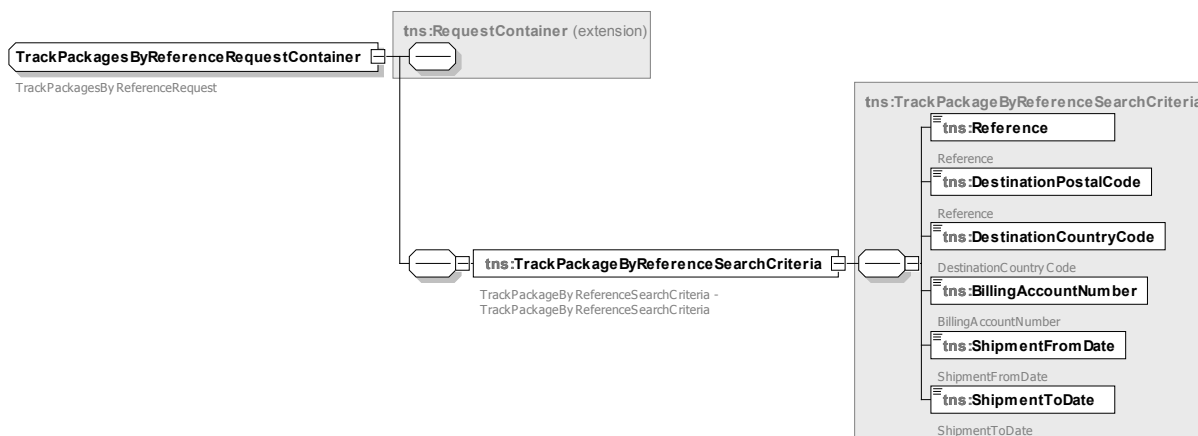 tns:RequestContainer (extension)
TrackPackagesByReferenceRequestContainer
TrackPackagesByReferenceRequest
tns:TrackPackageByReferenceSearchCriteria
tns:Reference
Reference
tns:DestinationPostalCode
Reference
tns:DestinationCountryCode
DestinationCountryCode
tns:TrackPackageByReferenceSearchCriteria
TrackPackageByReferenceSearchCriteria -
TrackPackageByReferenceSearchCriteria
tns:BillingAccountNumber
BillingAccountNumber
tns:ShipmentFromDate
ShipmentFromDate
tns:ShipmentToDate
ShipmentToDate